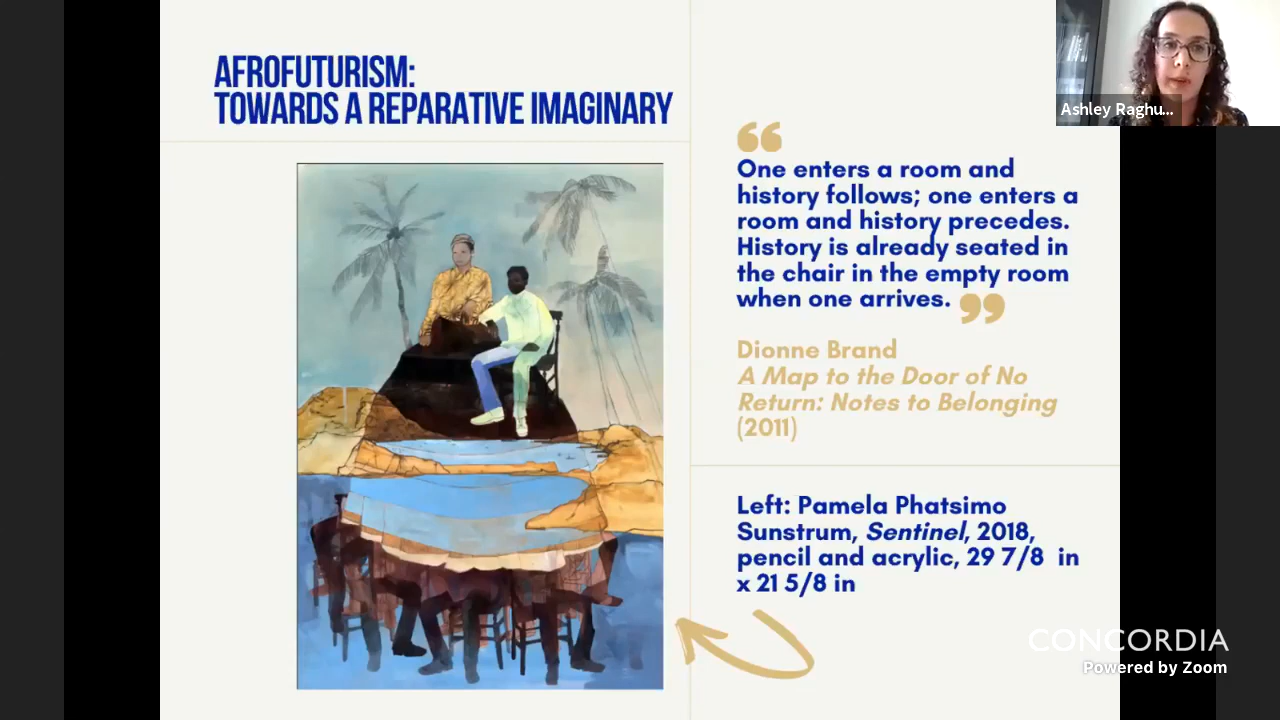 AFROFUTURISM:
TOWARDS A REPARATIVE IMAGINARY
Ashley Raghu...
“
One enters a room and
history follows; one enters a
room and history precedes.
History is already seated in
the chair in the empty room
when one arrives. ”
Dionne Brand
A Map to the Door of No
Return: Notes to Belonging
(2011)
Left: Pamela Phatsimo
Sunstrum, Sentinel, 2018,
pencil and acrylic, 29 7/8 in
x 21 5/8 in
CONCORDIA
Powered by Zoom